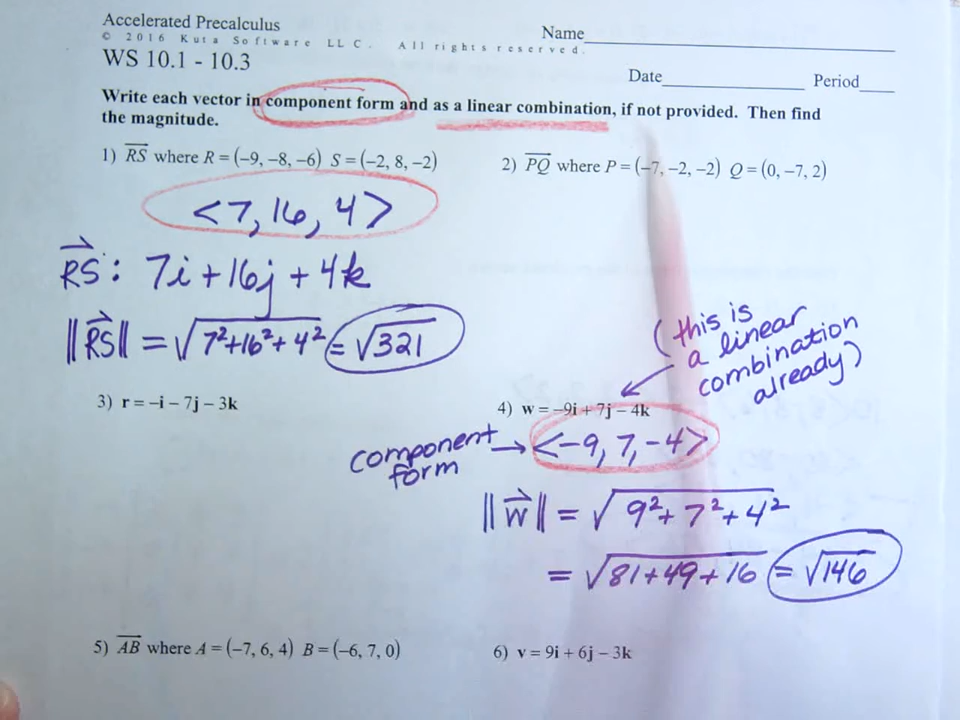 Accelerated Precalculus
© 2016 Kuta Software LLC. All rights reserved.
Name
WS 10.1 - 10.3
Date Period
Write each vector in component form and as a linear combination, if not provided. Then find
the magnitude.
1) RS where R = (−9, −8, −6) S = (−2, 8, −2)
<7, 16, 4>
RS: 7i + 16j + 4k
||RS|| = √7²+16²+4² = √321
2) PQ where P = (−7, −2, −2) Q = (0, −7, 2)
(this is
a linear
combination
already)
3) r = −i − 7j − 3k
4) w = −9i + 7j − 4k
component
form
→ <−9, 7, −4>
||w|| = √9² + 7² + 4²
= √81 + 49 + 16 = √146
5) AB where A = (−7, 6, 4) B = (−6, 7, 0)
6) v = 9i + 6j − 3k